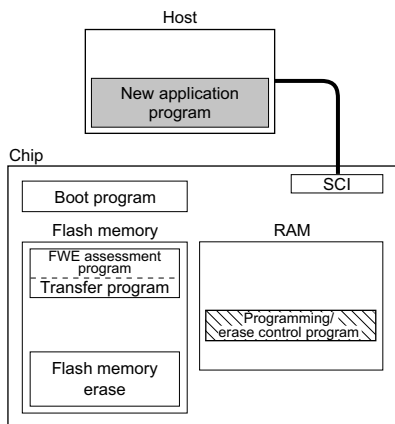 Host
New application
program
Chip
SCI
Boot program
Flash memory
RAM
FWE assessment
program
Transfer program
Programming/
erase control program
Flash memory
erase